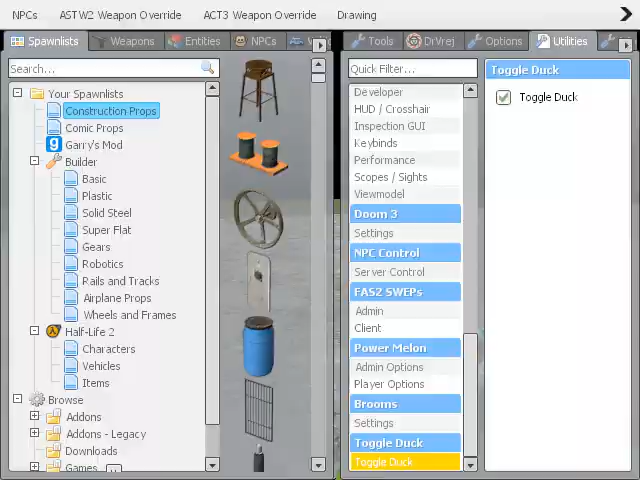 NPCs ASTW2 Weapon Override ACT3 Weapon Override Drawing
Spawnlists Weapons Entities NPCs
Tools DrVrej Options Utilities
Search...
Your Spawnlists
Construction Props
Comic Props
Garry's Mod
Builder
Basic
Plastic
Solid Steel
Super Flat
Gears
Robotics
Rails and Tracks
Airplane Props
Wheels and Frames
Half-Life 2
Characters
Vehicles
Items
Browse
Addons
Addons - Legacy
Downloads
Games
Quick Filter...
Developer
HUD / Crosshair
Inspection GUI
Keybinds
Performance
Scopes / Sights
Viewmodel
Doom 3
Settings
NPC Control
Server Control
FAS2 SWEPs
Admin
Client
Power Melon
Admin Options
Player Options
Brooms
Settings
Toggle Duck
Toggle Duck
Toggle Duck
Toggle Duck